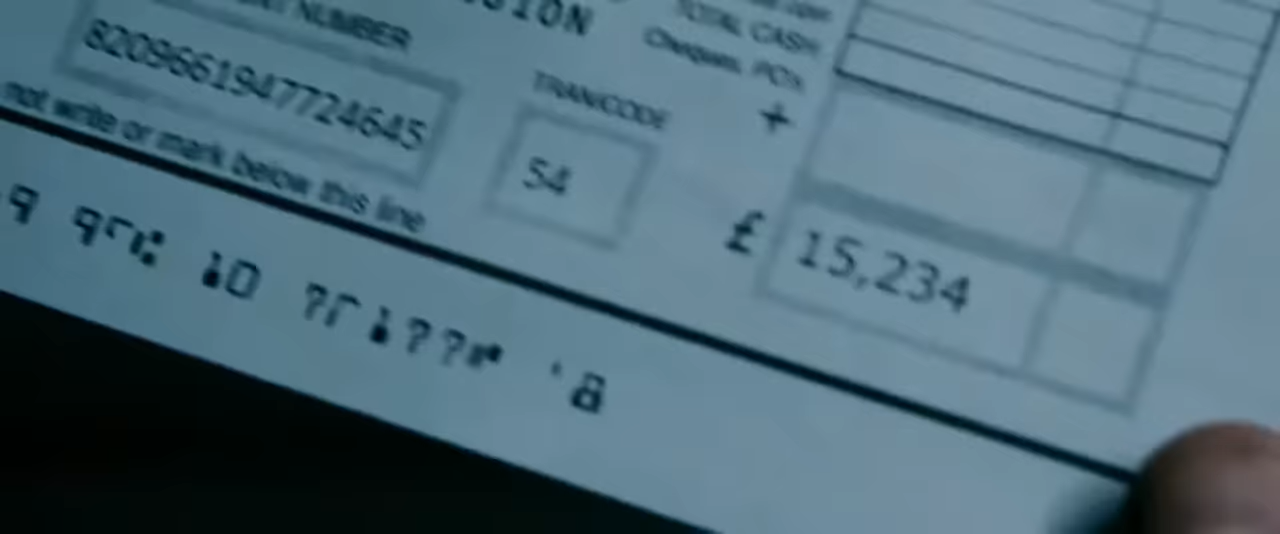 NUMBER
TOTAL CASH
Cheques, POs
8209661947724645
TRANCODE
+
54
not write or mark below this line
£ 15,234